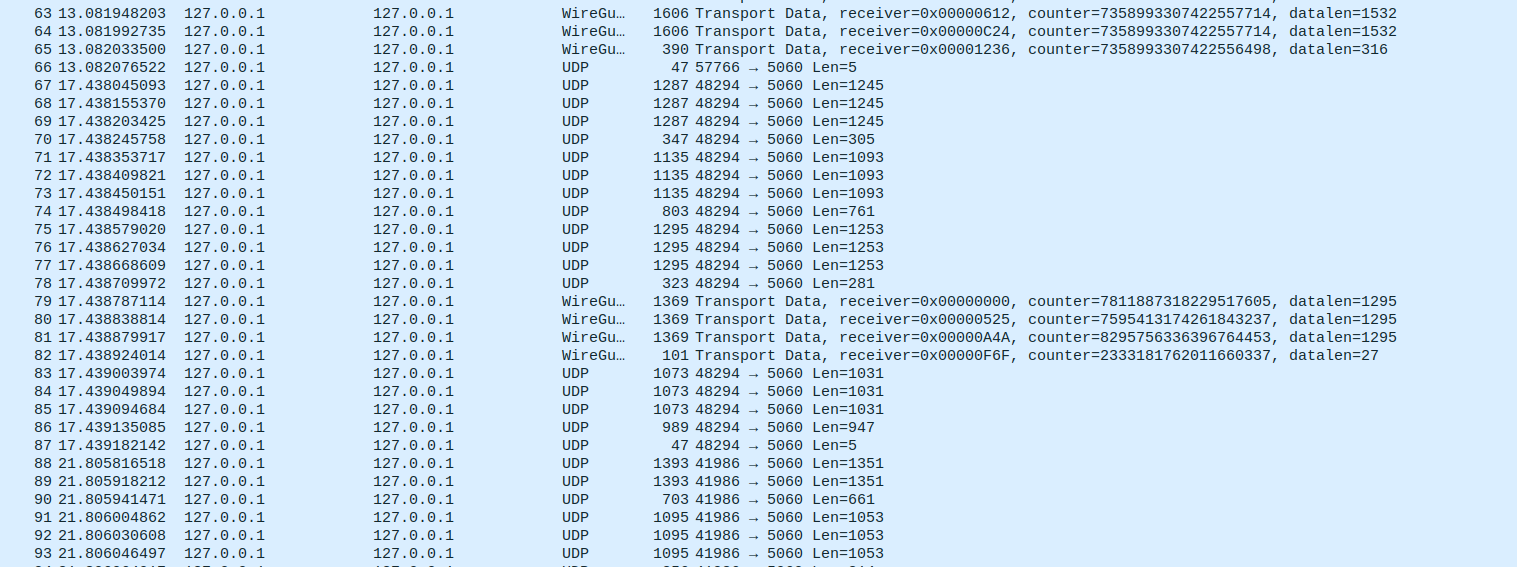 63 13.081948203 127.0.0.1 127.0.0.1 WireGu… 1606 Transport Data, receiver=0x00000612, counter=7358993307422557714, datalen=1532
64 13.081992735 127.0.0.1 127.0.0.1 WireGu… 1606 Transport Data, receiver=0x00000C24, counter=7358993307422557714, datalen=1532
65 13.082033500 127.0.0.1 127.0.0.1 WireGu… 390 Transport Data, receiver=0x00001236, counter=7358993307422556498, datalen=316
66 13.082076522 127.0.0.1 127.0.0.1 UDP 47 57766 → 5060 Len=5
67 17.438045093 127.0.0.1 127.0.0.1 UDP 1287 48294 → 5060 Len=1245
68 17.438155370 127.0.0.1 127.0.0.1 UDP 1287 48294 → 5060 Len=1245
69 17.438203425 127.0.0.1 127.0.0.1 UDP 1287 48294 → 5060 Len=1245
70 17.438245758 127.0.0.1 127.0.0.1 UDP 347 48294 → 5060 Len=305
71 17.438353717 127.0.0.1 127.0.0.1 UDP 1135 48294 → 5060 Len=1093
72 17.438409821 127.0.0.1 127.0.0.1 UDP 1135 48294 → 5060 Len=1093
73 17.438450151 127.0.0.1 127.0.0.1 UDP 1135 48294 → 5060 Len=1093
74 17.438498418 127.0.0.1 127.0.0.1 UDP 803 48294 → 5060 Len=761
75 17.438579020 127.0.0.1 127.0.0.1 UDP 1295 48294 → 5060 Len=1253
76 17.438627034 127.0.0.1 127.0.0.1 UDP 1295 48294 → 5060 Len=1253
77 17.438668609 127.0.0.1 127.0.0.1 UDP 1295 48294 → 5060 Len=1253
78 17.438709972 127.0.0.1 127.0.0.1 UDP 323 48294 → 5060 Len=281
79 17.438787114 127.0.0.1 127.0.0.1 WireGu… 1369 Transport Data, receiver=0x00000000, counter=7811887318229517605, datalen=1295
80 17.438838814 127.0.0.1 127.0.0.1 WireGu… 1369 Transport Data, receiver=0x00000525, counter=7595413174261843237, datalen=1295
81 17.438879917 127.0.0.1 127.0.0.1 WireGu… 1369 Transport Data, receiver=0x00000A4A, counter=8295756336396764453, datalen=1295
82 17.438924014 127.0.0.1 127.0.0.1 WireGu… 101 Transport Data, receiver=0x00000F6F, counter=2333181762011660337, datalen=27
83 17.439003974 127.0.0.1 127.0.0.1 UDP 1073 48294 → 5060 Len=1031
84 17.439049894 127.0.0.1 127.0.0.1 UDP 1073 48294 → 5060 Len=1031
85 17.439094684 127.0.0.1 127.0.0.1 UDP 1073 48294 → 5060 Len=1031
86 17.439135085 127.0.0.1 127.0.0.1 UDP 989 48294 → 5060 Len=947
87 17.439182142 127.0.0.1 127.0.0.1 UDP 47 48294 → 5060 Len=5
88 21.805816518 127.0.0.1 127.0.0.1 UDP 1393 41986 → 5060 Len=1351
89 21.805918212 127.0.0.1 127.0.0.1 UDP 1393 41986 → 5060 Len=1351
90 21.805941471 127.0.0.1 127.0.0.1 UDP 703 41986 → 5060 Len=661
91 21.806004862 127.0.0.1 127.0.0.1 UDP 1095 41986 → 5060 Len=1053
92 21.806030608 127.0.0.1 127.0.0.1 UDP 1095 41986 → 5060 Len=1053
93 21.806046497 127.0.0.1 127.0.0.1 UDP 1095 41986 → 5060 Len=1053